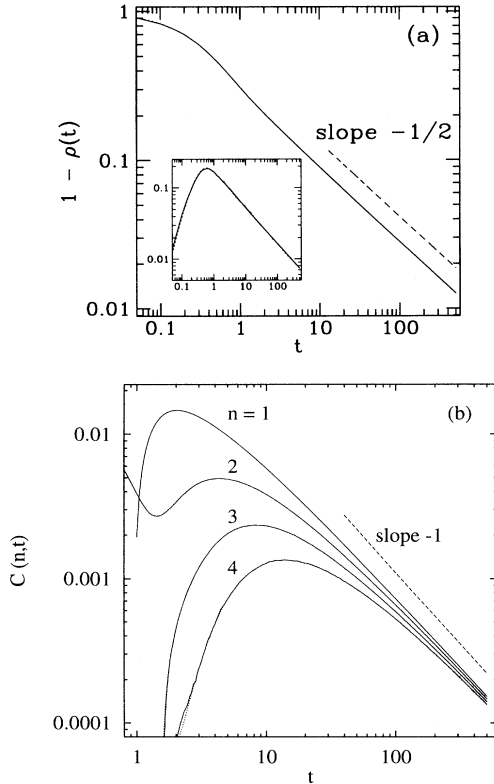 1
(a)
slope -1/2
0.1
1 - ρ(t)
0.1
0.01
0.1 1 10 100
0.01
0.1 1 10 100
t
(b)
n = 1
0.01
2
3
slope -1
C (n,t)
0.001
4
0.0001
1 10 100
t